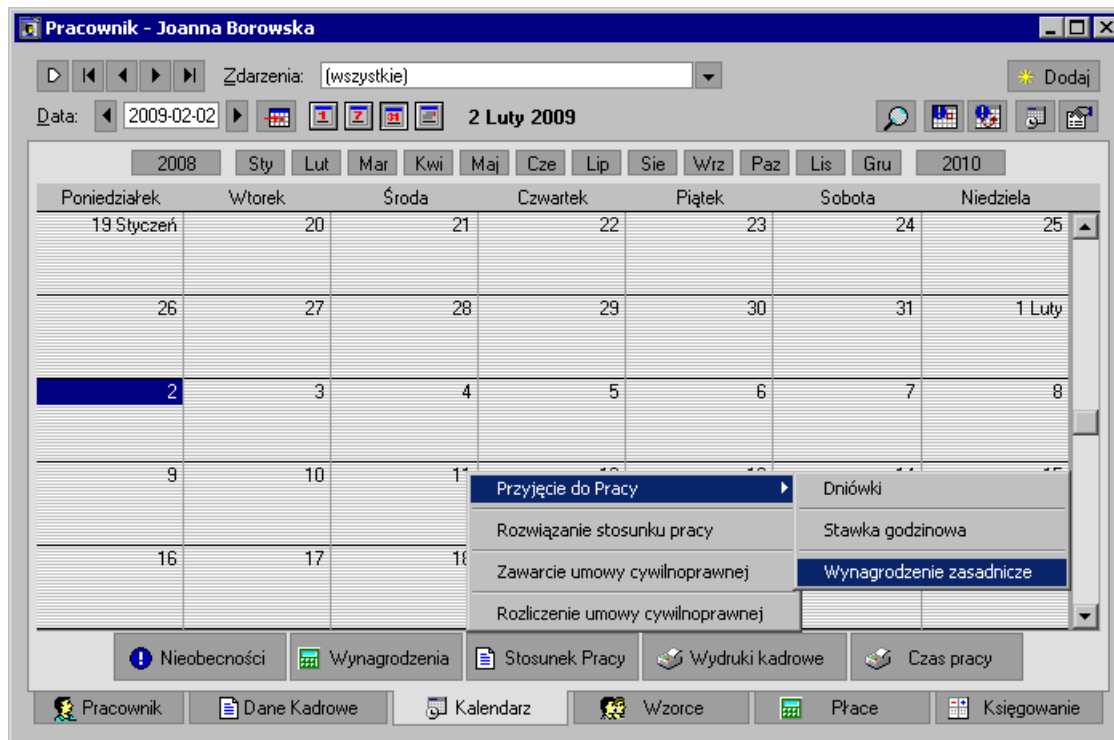 Pracownik - Joanna Borowska
Zdarzenia: (wszystkie) Dodaj
Data: 2009-02-02 1 7 31 2 Luty 2009
2008 Sty Lut Mar Kwi Maj Cze Lip Sie Wrz Paz Lis Gru 2010
Poniedziałek Wtorek Środa Czwartek Piątek Sobota Niedziela
19 Styczeń 20 21 22 23 24 25
26 27 28 29 30 31 1 Luty
2 3 4 5 6 7 8
9 10
Przyjęcie do Pracy Dniówki
Rozwiązanie stosunku pracy Stawka godzinowa
16 17
Zawarcie umowy cywilnoprawnej Wynagrodzenie zasadnicze
Rozliczenie umowy cywilnoprawnej
Nieobecności Wynagrodzenia Stosunek Pracy Wydruki kadrowe Czas pracy
Pracownik Dane Kadrowe Kalendarz Wzorce Płace Księgowanie